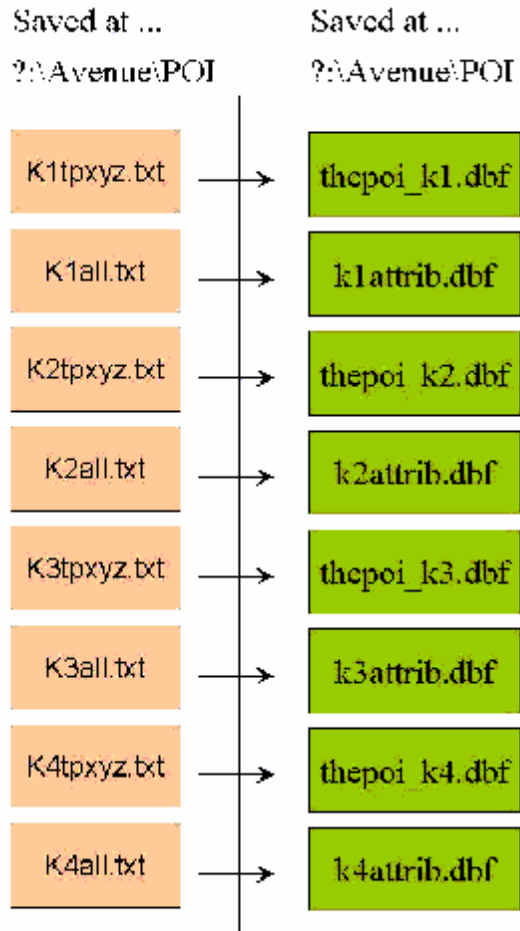 Saved at ...
?:\Avenue\POI
Saved at ...
?:\Avenue\POI
K1tpxyz.txt
thepoi_k1.dbf
K1all.txt
k1attrib.dbf
K2tpxyz.txt
thepoi_k2.dbf
K2all.txt
k2attrib.dbf
K3tpxyz.txt
thepoi_k3.dbf
K3all.txt
k3attrib.dbf
K4tpxyz.txt
thepoi_k4.dbf
K4all.txt
k4attrib.dbf